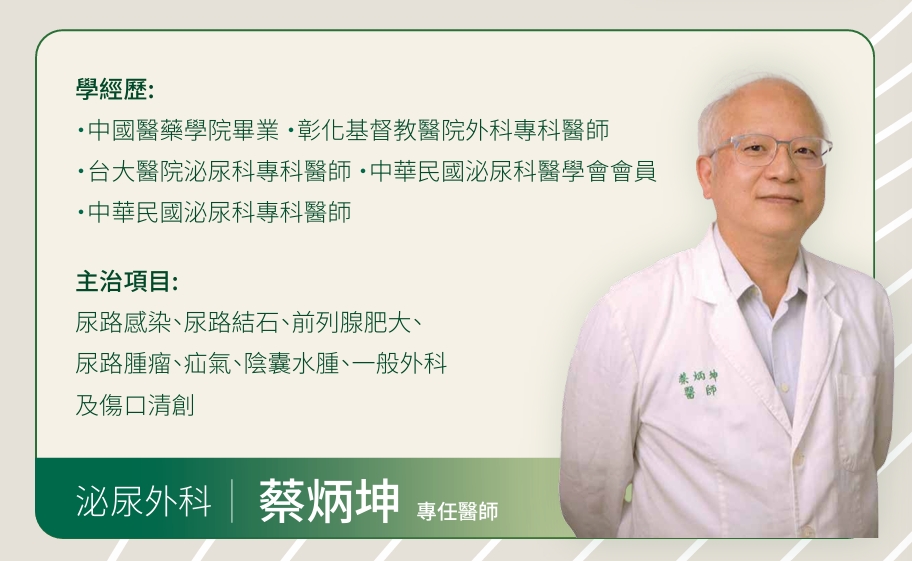 學經歷:
•中國醫藥學院畢業 •彰化基督教醫院外科專科醫師
•台大醫院泌尿科專科醫師 •中華民國泌尿科醫學會會員
•中華民國泌尿科專科醫師
主治項目:
尿路感染、尿路結石、前列腺肥大、
尿路腫瘤、疝氣、陰囊水腫、一般外科
及傷口清創
蔡炳坤
醫師
泌尿外科｜蔡炳坤 專任醫師